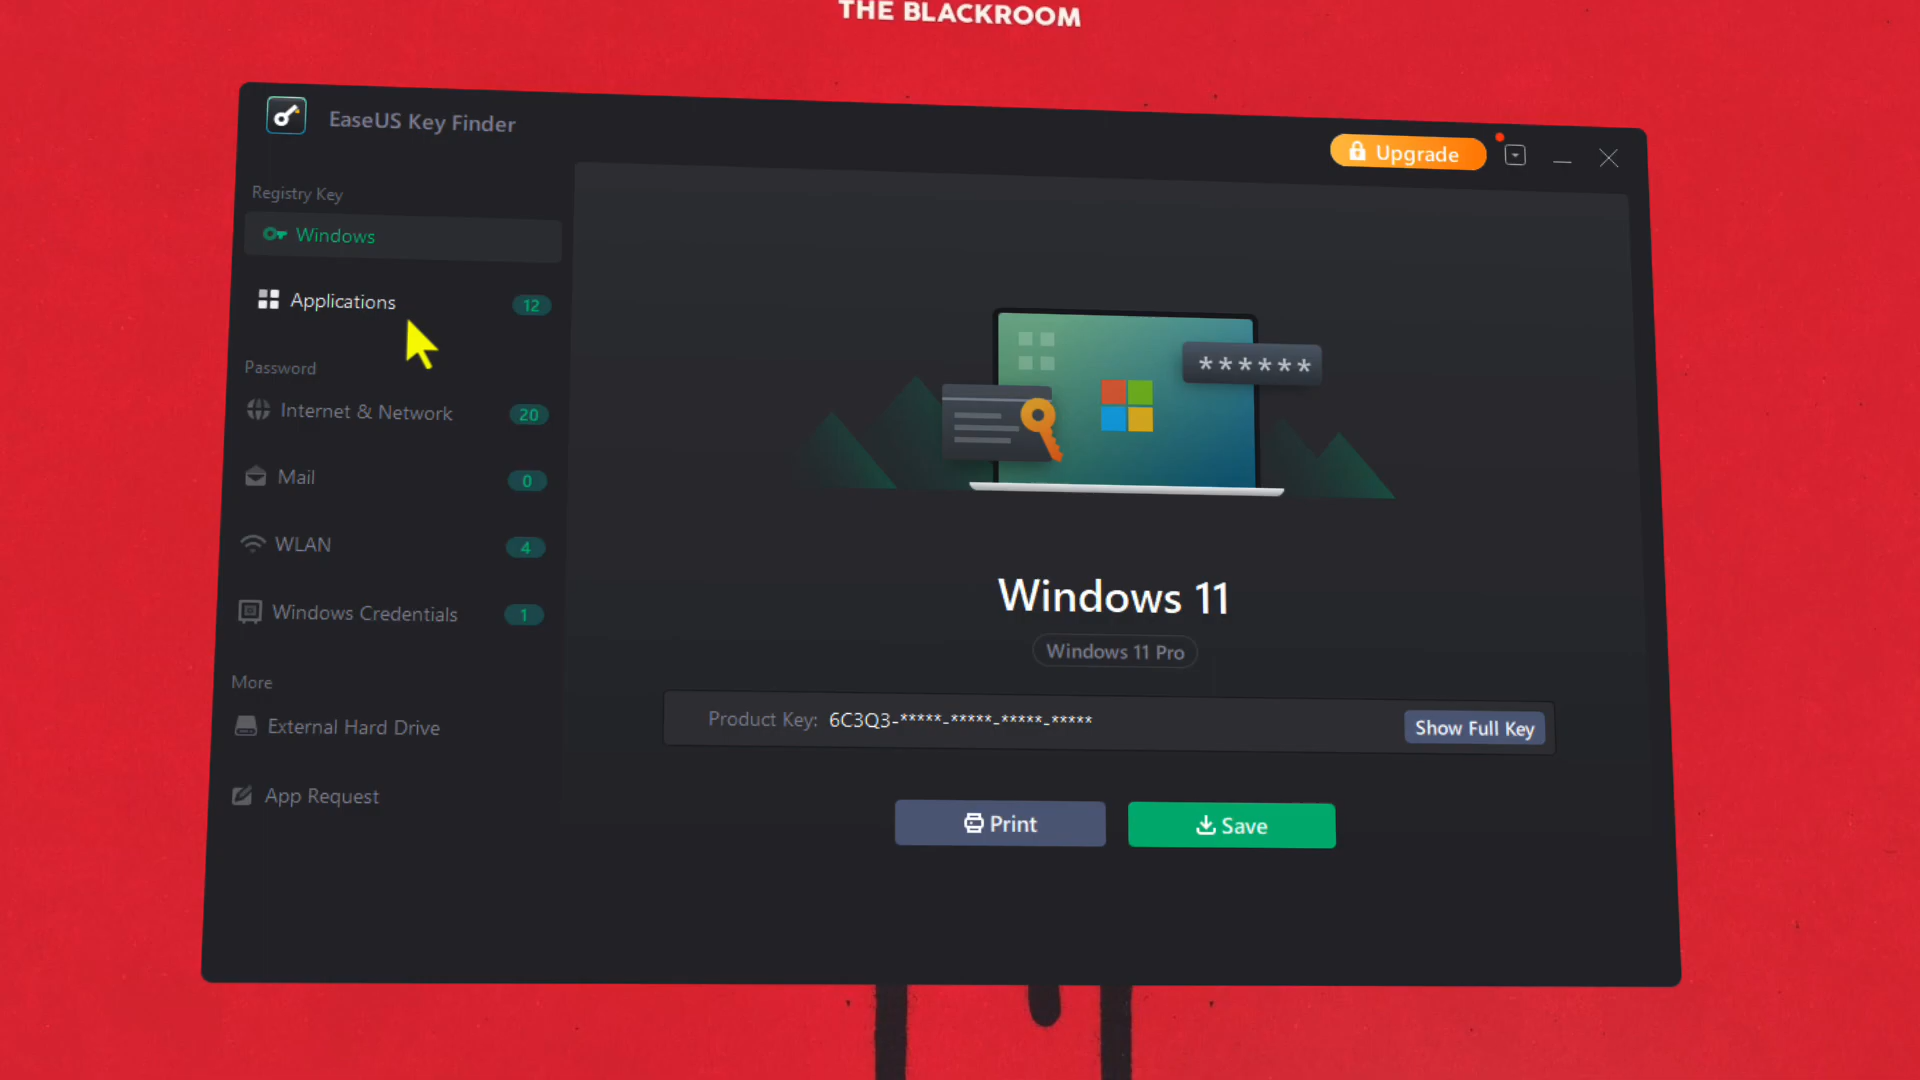 THE BLACKROOM
EaseUS Key Finder
Upgrade
Registry Key
Windows
Applications 12
Password
Internet & Network 20
Mail 0
WLAN 4
Windows Credentials 1
More
External Hard Drive
App Request
******
Windows 11
Windows 11 Pro
Product Key: 6C3Q3-*****-*****-*****-*****
Show Full Key
Print
Save